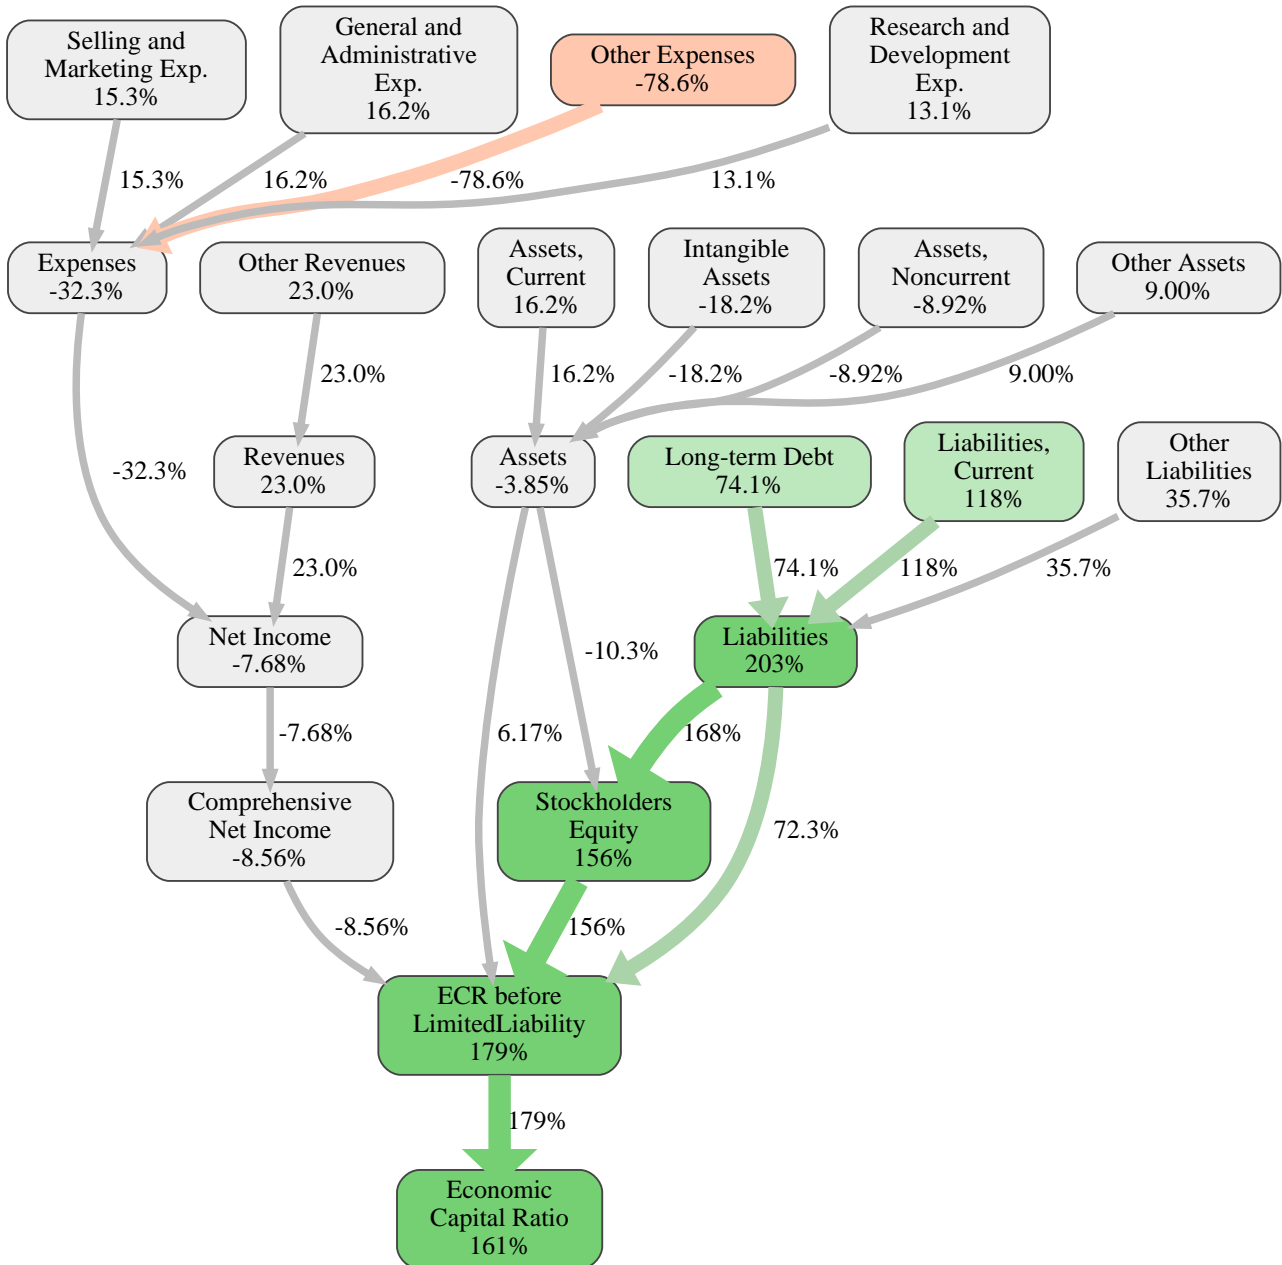 Selling and
Marketing Exp.
15.3%
General and
Administrative
Exp.
16.2%
Other Expenses
-78.6%
Research and
Development
Exp.
13.1%
15.3%
16.2%
-78.6%
13.1%
Expenses
-32.3%
Other Revenues
23.0%
Assets,
Current
16.2%
Intangible
Assets
-18.2%
Assets,
Noncurrent
-8.92%
Other Assets
9.00%
23.0%
16.2%
-18.2%
-8.92%
9.00%
-32.3%
Revenues
23.0%
Assets
-3.85%
Long-term Debt
74.1%
Liabilities,
Current
118%
Other
Liabilities
35.7%
23.0%
74.1%
118%
35.7%
Net Income
-7.68%
-10.3%
Liabilities
203%
-7.68%
6.17%
168%
Comprehensive
Net Income
-8.56%
Stockholders
Equity
156%
72.3%
-8.56%
156%
ECR before
LimitedLiability
179%
179%
Economic
Capital Ratio
161%